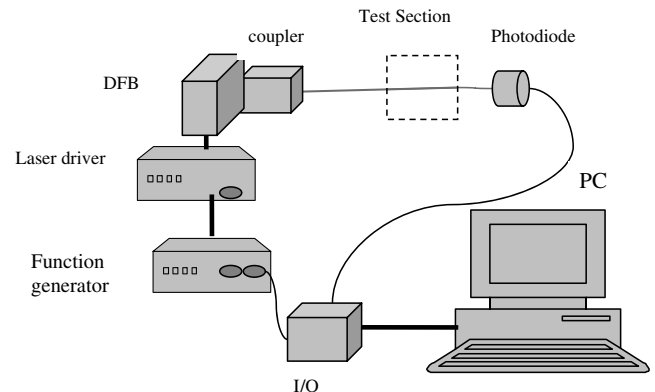 Test Section
coupler
Photodiode
DFB
Laser driver
PC
Function
generator
I/O